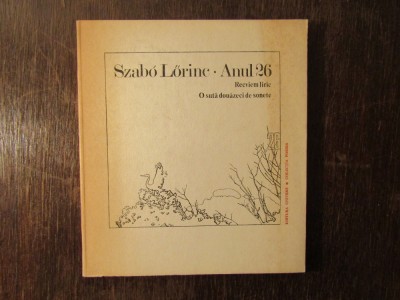 Szabó Lőrinc · Anul 26
Recviem liric
O sută douăzeci de sonete